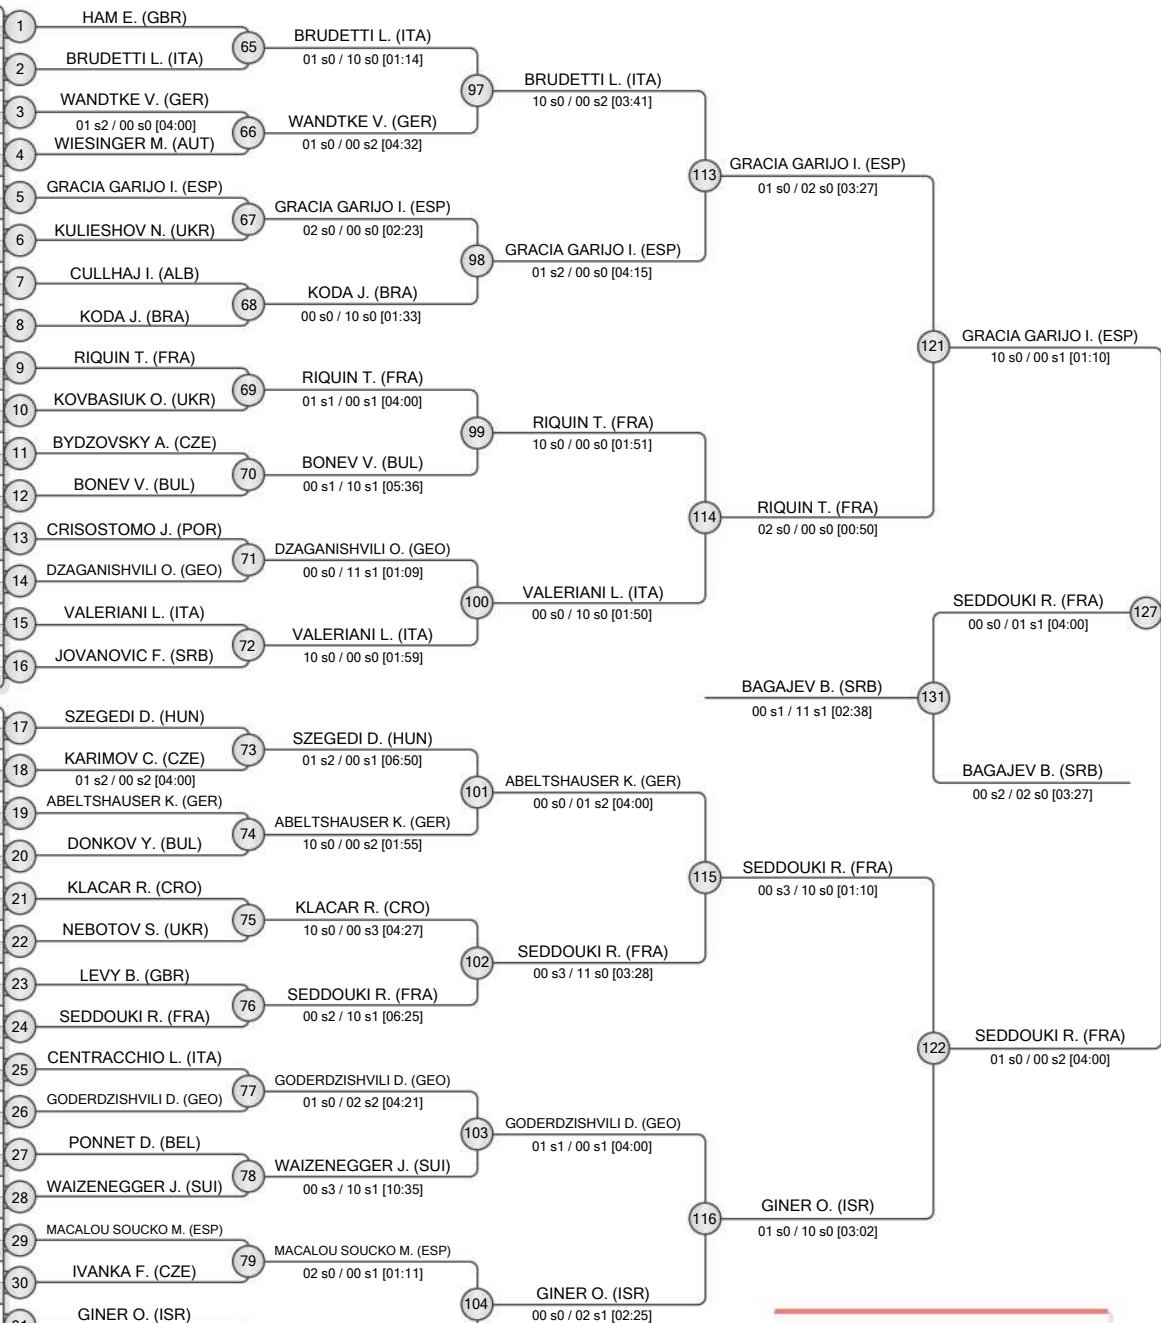 1
HAM E. (GBR)
65
BRUDETTI L. (ITA)
01 s0 / 10 s0 [01:14]
2
BRUDETTI L. (ITA)
97
BRUDETTI L. (ITA)
10 s0 / 00 s2 [03:41]
3
WANDTKE V. (GER)
01 s2 / 00 s0 [04:00]
66
WANDTKE V. (GER)
01 s0 / 00 s2 [04:32]
4
WIESINGER M. (AUT)
113
GRACIA GARIJO I. (ESP)
01 s0 / 02 s0 [03:27]
5
GRACIA GARIJO I. (ESP)
67
GRACIA GARIJO I. (ESP)
02 s0 / 00 s0 [02:23]
6
KULIESHOV N. (UKR)
98
GRACIA GARIJO I. (ESP)
01 s2 / 00 s0 [04:15]
7
CULLHAJ I. (ALB)
68
KODA J. (BRA)
00 s0 / 10 s0 [01:33]
8
KODA J. (BRA)
121
GRACIA GARIJO I. (ESP)
10 s0 / 00 s1 [01:10]
9
RIQUIN T. (FRA)
69
RIQUIN T. (FRA)
01 s1 / 00 s1 [04:00]
10
KOVBASIUK O. (UKR)
99
RIQUIN T. (FRA)
10 s0 / 00 s0 [01:51]
11
BYDZOVSKY A. (CZE)
70
BONEV V. (BUL)
00 s1 / 10 s1 [05:36]
12
BONEV V. (BUL)
114
RIQUIN T. (FRA)
02 s0 / 00 s0 [00:50]
13
CRISOSTOMO J. (POR)
71
DZAGANISHVILI O. (GEO)
00 s0 / 11 s1 [01:09]
14
DZAGANISHVILI O. (GEO)
100
VALERIANI L. (ITA)
00 s0 / 10 s0 [01:50]
15
VALERIANI L. (ITA)
72
VALERIANI L. (ITA)
10 s0 / 00 s0 [01:59]
16
JOVANOVIC F. (SRB)
SEDDOUKI R. (FRA)
00 s0 / 01 s1 [04:00]
127
BAGAJEV B. (SRB)
00 s1 / 11 s1 [02:38]
131
BAGAJEV B. (SRB)
00 s2 / 02 s0 [03:27]
17
SZEGEDI D. (HUN)
73
SZEGEDI D. (HUN)
01 s2 / 00 s1 [06:50]
18
KARIMOV C. (CZE)
01 s2 / 00 s2 [04:00]
101
ABELTSHAUSER K. (GER)
00 s0 / 01 s2 [04:00]
19
ABELTSHAUSER K. (GER)
74
ABELTSHAUSER K. (GER)
10 s0 / 00 s2 [01:55]
20
DONKOV Y. (BUL)
115
SEDDOUKI R. (FRA)
00 s3 / 10 s0 [01:10]
21
KLACAR R. (CRO)
75
KLACAR R. (CRO)
10 s0 / 00 s3 [04:27]
22
NEBOTOV S. (UKR)
102
SEDDOUKI R. (FRA)
00 s3 / 11 s0 [03:28]
23
LEVY B. (GBR)
76
SEDDOUKI R. (FRA)
00 s2 / 10 s1 [06:25]
24
SEDDOUKI R. (FRA)
122
SEDDOUKI R. (FRA)
01 s0 / 00 s2 [04:00]
25
CENTRACCHIO L. (ITA)
77
GODERDZISHVILI D. (GEO)
01 s0 / 02 s2 [04:21]
26
GODERDZISHVILI D. (GEO)
103
GODERDZISHVILI D. (GEO)
01 s1 / 00 s1 [04:00]
27
PONNET D. (BEL)
78
WAIZENEGGER J. (SUI)
00 s3 / 10 s1 [10:35]
28
WAIZENEGGER J. (SUI)
116
GINER O. (ISR)
01 s0 / 10 s0 [03:02]
29
MACALOU SOUCKO M. (ESP)
79
MACALOU SOUCKO M. (ESP)
02 s0 / 00 s1 [01:11]
30
IVANKA F. (CZE)
104
GINER O. (ISR)
00 s0 / 02 s1 [02:25]
GINER O. (ISR)